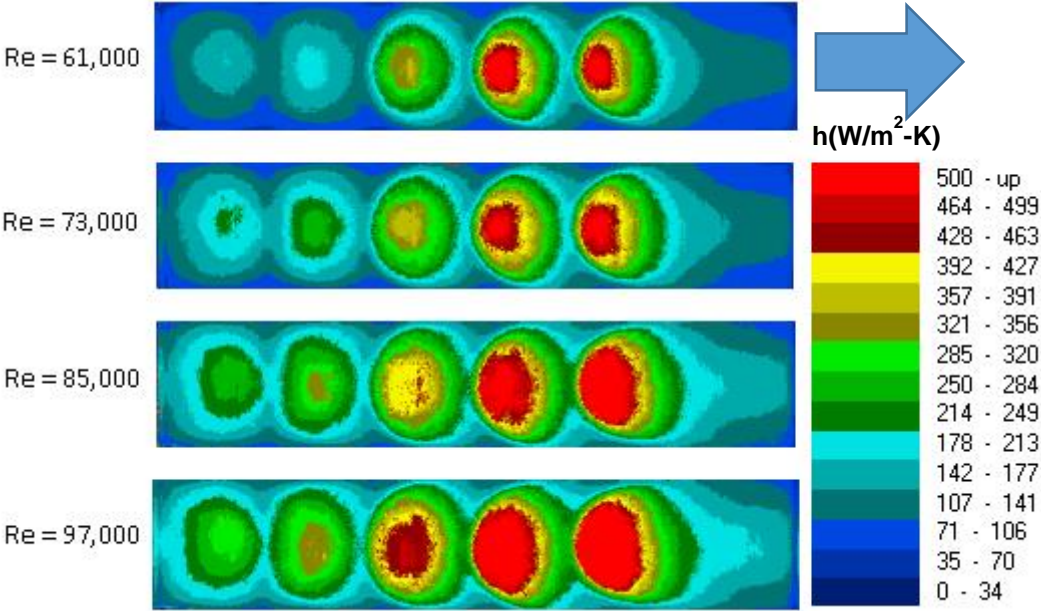 Re = 61,000
Re = 73,000
Re = 85,000
Re = 97,000
h(W/m²-K)
500 - up
464 - 499
428 - 463
392 - 427
357 - 391
321 - 356
285 - 320
250 - 284
214 - 249
178 - 213
142 - 177
107 - 141
71 - 106
35 - 70
0 - 34